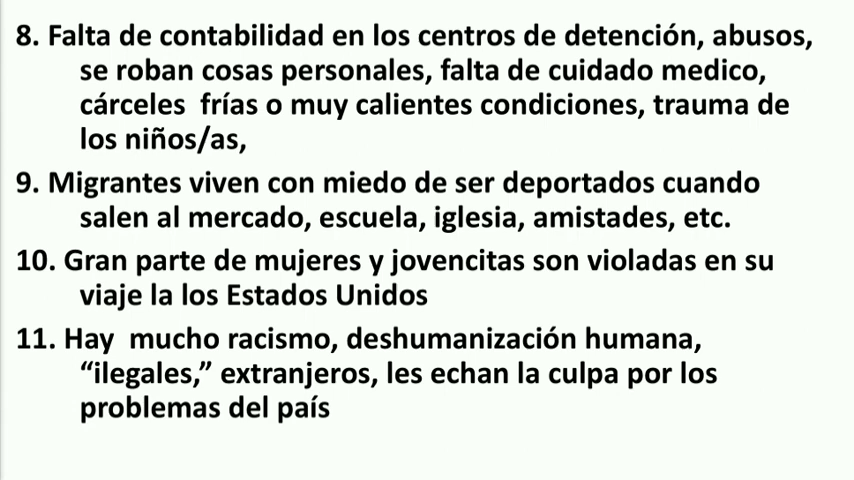 8. Falta de contabilidad en los centros de detención, abusos,
se roban cosas personales, falta de cuidado medico,
cárceles frías o muy calientes condiciones, trauma de
los niños/as,
9. Migrantes viven con miedo de ser deportados cuando
salen al mercado, escuela, iglesia, amistades, etc.
10. Gran parte de mujeres y jovencitas son violadas en su
viaje la los Estados Unidos
11. Hay mucho racismo, deshumanización humana,
“ilegales,” extranjeros, les echan la culpa por los
problemas del país